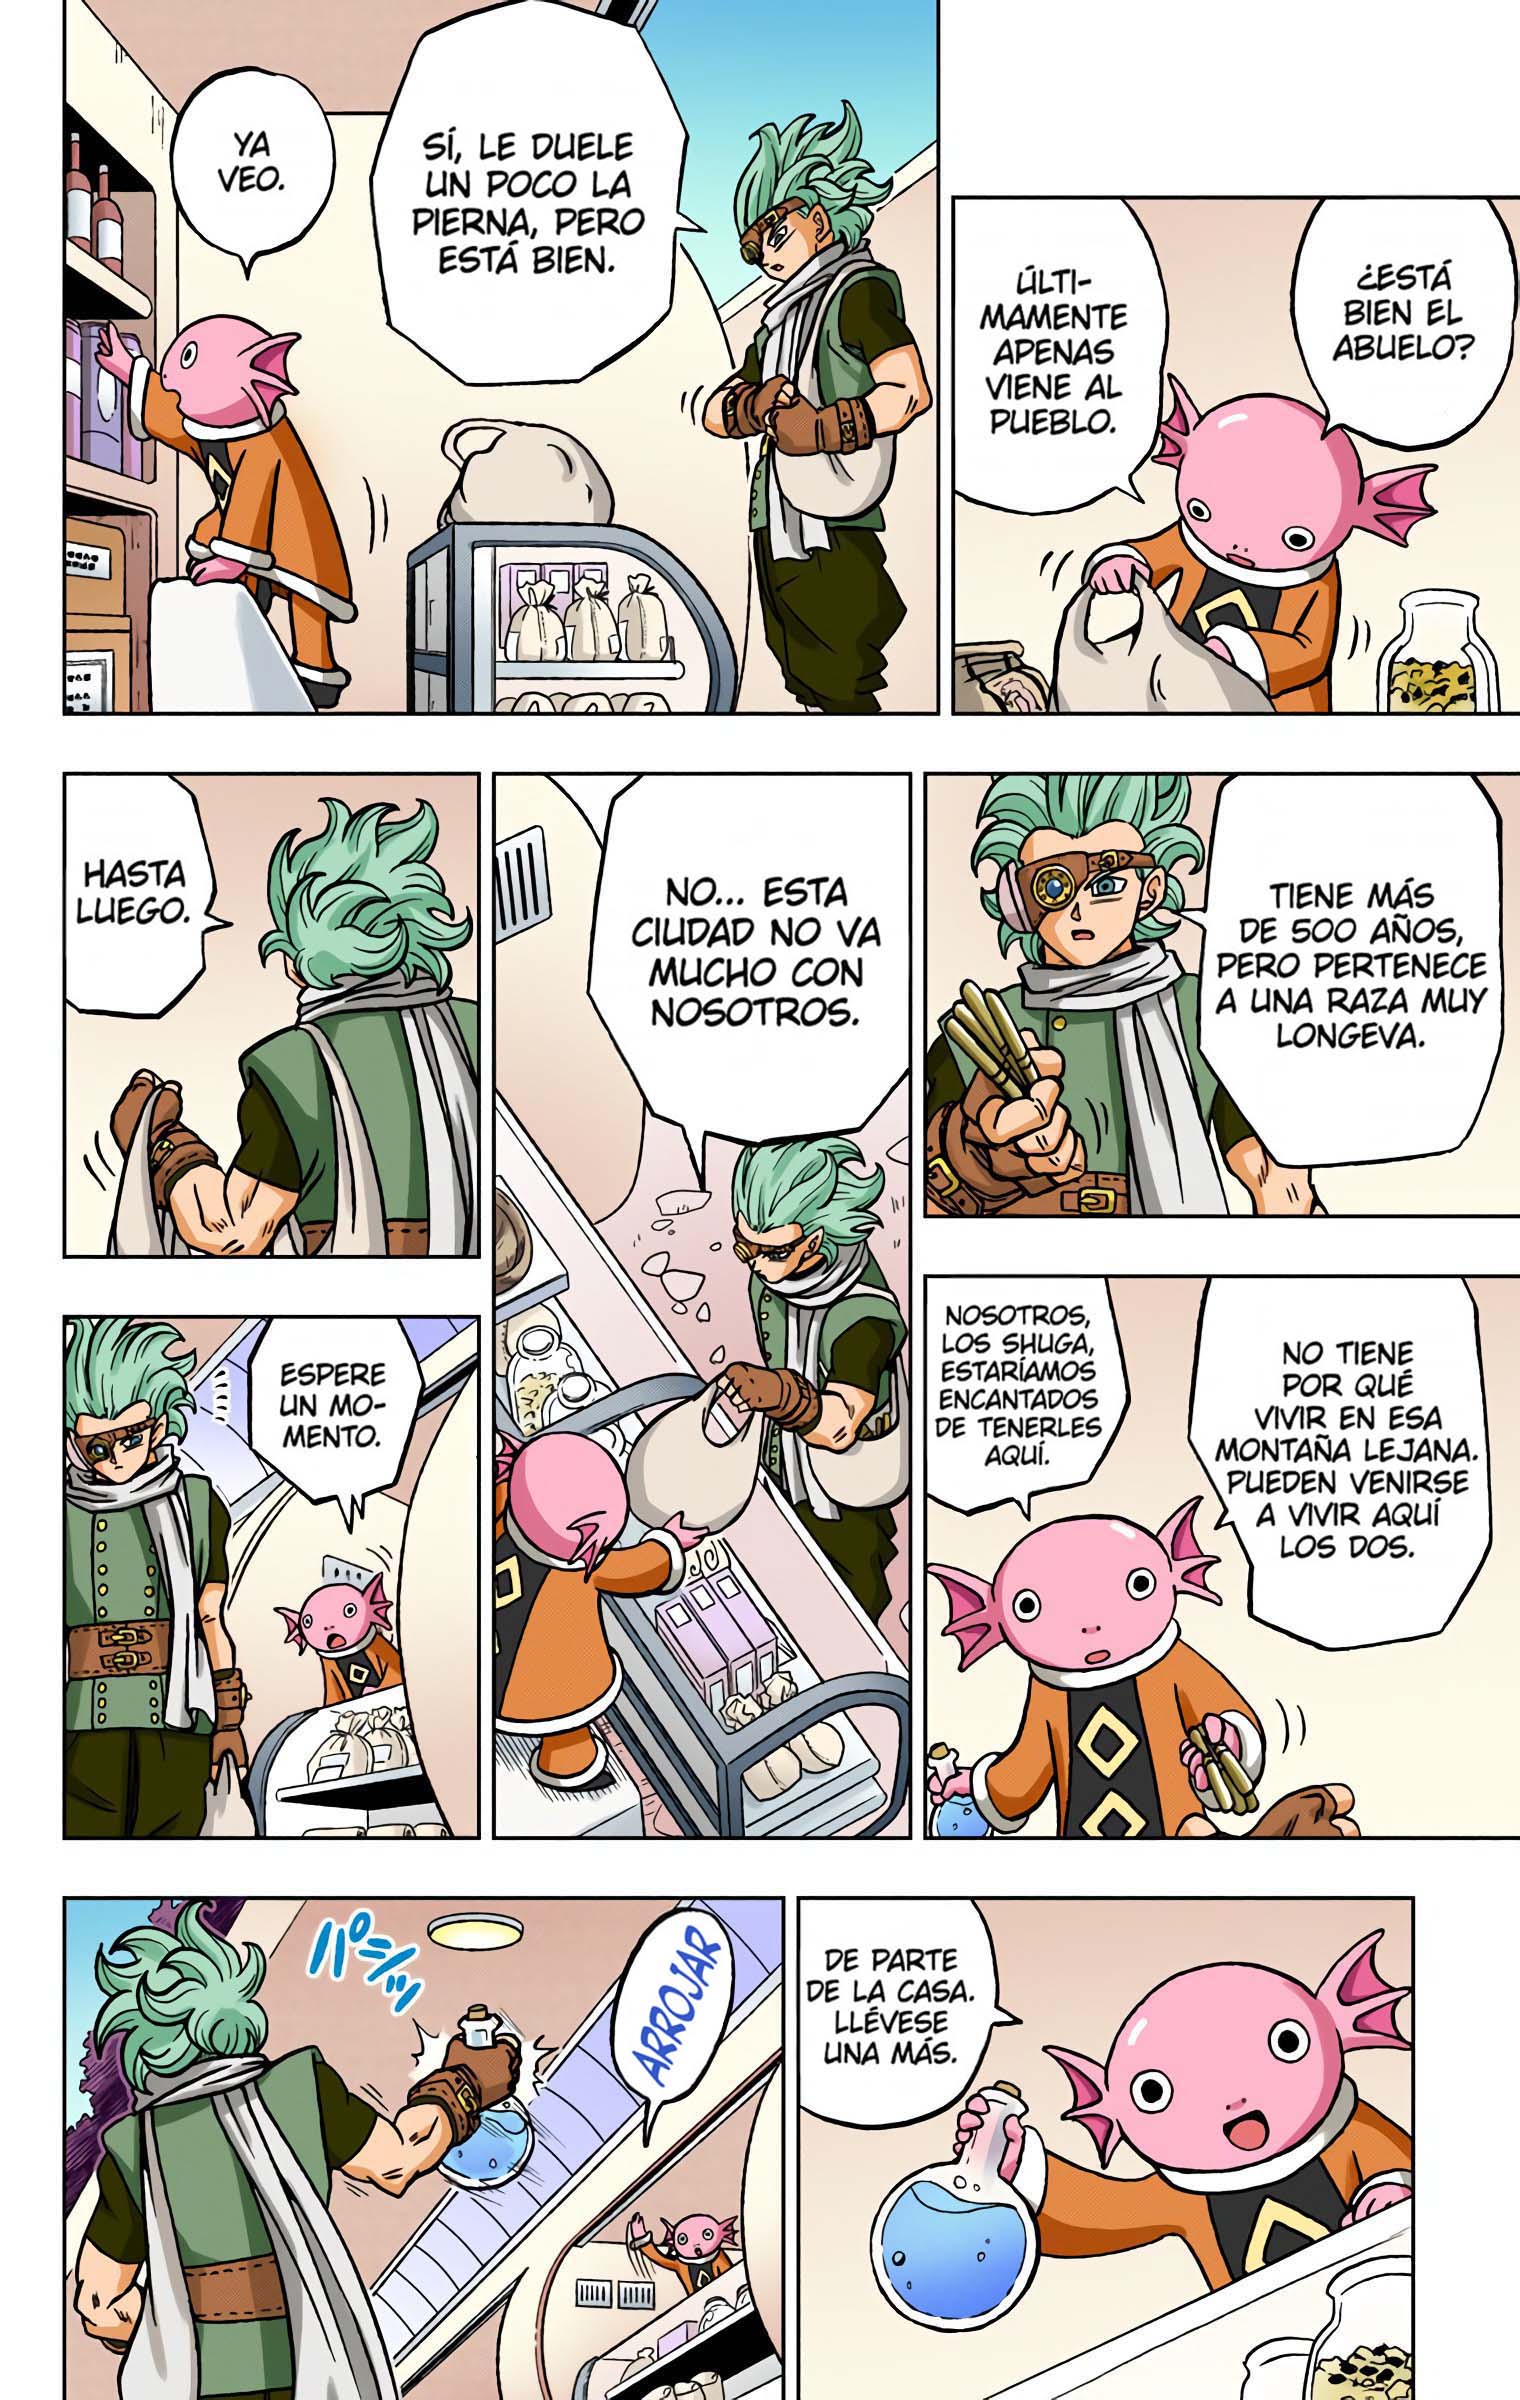 ¿ESTÁ
BIEN EL
ABUELO?
ÚLTI-
MAMENTE
APENAS
VIENE AL
PUEBLO.
SÍ, LE DUELE
UN POCO LA
PIERNA, PERO
ESTÁ BIEN.
YA
VEO.
TIENE MÁS
DE 500 AÑOS,
PERO PERTENECE
A UNA RAZA MUY
LONGEVA.
NO TIENE
POR QUÉ
VIVIR EN ESA
MONTAÑA LEJANA.
PUEDEN VENIRSE
A VIVIR AQUÍ
LOS DOS.
NOSOTROS,
LOS SHUGA,
ESTARÍAMOS
ENCANTADOS
DE TENERLES
AQUÍ.
NO... ESTA
CIUDAD NO VA
MUCHO CON
NOSOTROS.
HASTA
LUEGO.
ESPERE
UN MO-
MENTO.
DE PARTE
DE LA CASA.
LLÉVESE
UNA MÁS.
ARROJAR
パシッ